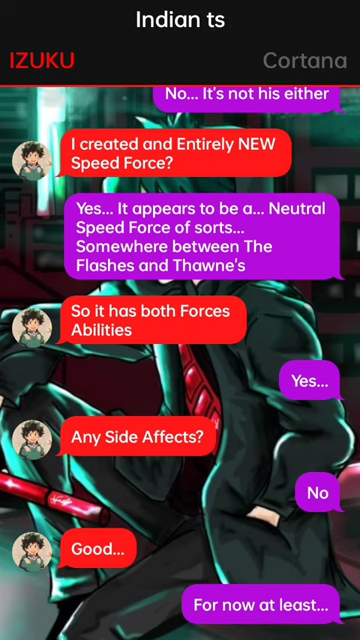 Indian ts
IZUKU
Cortana
No... It's not his either
I created and Entirely NEW
Speed Force?
Yes... It appears to be a... Neutral
Speed Force of sorts...
Somewhere between The
Flashes and Thawne's
So it has both Forces
Abilities
Yes...
Any Side Affects?
No
Good...
For now at least...